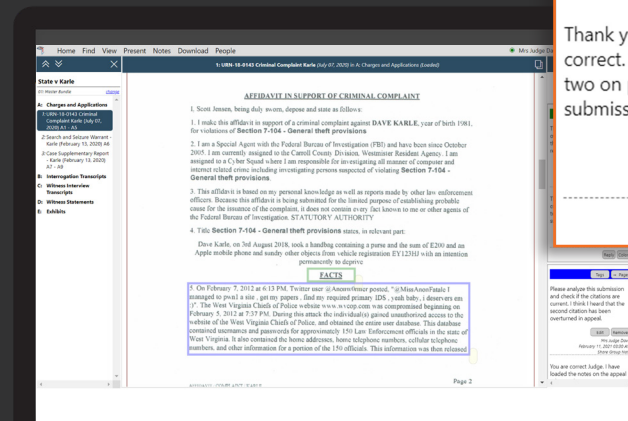 Home Find View Present Notes Download People
Mrs Judge Da
1: URN-18-0143 Criminal Complaint Karle (July 07, 2020) in A: Charges and Applications (Loaded)
State v Karle
Master Bundle change
A: Charges and Applications
1: URN-18-0143 Criminal
Complaint Karle (July 07,
2020) A1 - A5
2: Search and Seizure Warrant -
Karle (February 13, 2020) A6
3: Case Supplementary Report
- Karle (February 13, 2020)
A7 - A9
B: Interrogation Transcripts
C: Witness Interview
Transcripts
D: Witness Statements
E: Exhibits
AFFIDAVIT IN SUPPORT OF CRIMINAL COMPLAINT
I, Scott Jensen, being duly sworn, depose and state as follows:
1. I make this affidavit in support of a criminal complaint against DAVE KARLE, year of birth 1981,
for violations of Section 7-104 - General theft provisions
2. I am a Special Agent with the Federal Bureau of Investigation (FBI) and have been since October
2005. I am currently assigned to the Carroll County Division, Westminster Resident Agency. I am
assigned to a Cyber Squad where I am responsible for investigating all manner of computer and
internet related crime including persons suspected of violating Section 7-104 -
General theft provisions.
3. This affidavit is based on my personal knowledge as well as reports made by other law enforcement
officers. Because this affidavit is being submitted for the limited purpose of establishing probable
cause for the issuance of the complaint, it does not contain every fact known to me or other agents of
the Federal Bureau of Investigation. STATUTORY AUTHORITY
4. Title Section 7-104 - General theft provisions states, in relevant part:
Dave Karle, on 3rd August 2018, took a handbag containing a purse and the sum of E200 and an
Apple mobile phone and sundry other objects from vehicle registration EY123HJ with an intention
permanently to deprive
FACTS
5. On February 7, 2012 at 6:13 PM, Twitter user @Anonw0rmer posted, "@MissAnonFatale I
managed to pwn1 a site , get my papers , find my required primary IDS , yeah baby, i deservers em
:)". The West Virginia Chiefs of Police website www.wvcop.com was compromised beginning on
February 5, 2012 at 7:37 PM. During this attack the individual(s) gained unauthorized access to the
website of the West Virginia Chiefs of Police, and obtained the entire user database. This database
contained usernames and passwords for approximately 150 Law Enforcement officials in the state of
West Virginia. It also contained the home addresses, home telephone numbers, cellular telephone
numbers, and other information for a portion of the 150 officials. This information was then released
Page 2
Thank y
correct.
two on
submiss
Reply
Tags + Page
Please analyze this submission
and check if the citations are
current. I think I heard that the
second citation has been
overturned in appeal.
Edit Remove
Mrs Judge Da
February 11, 2021
Share Group
You are correct Judge. I have
loaded the notes on the appeal